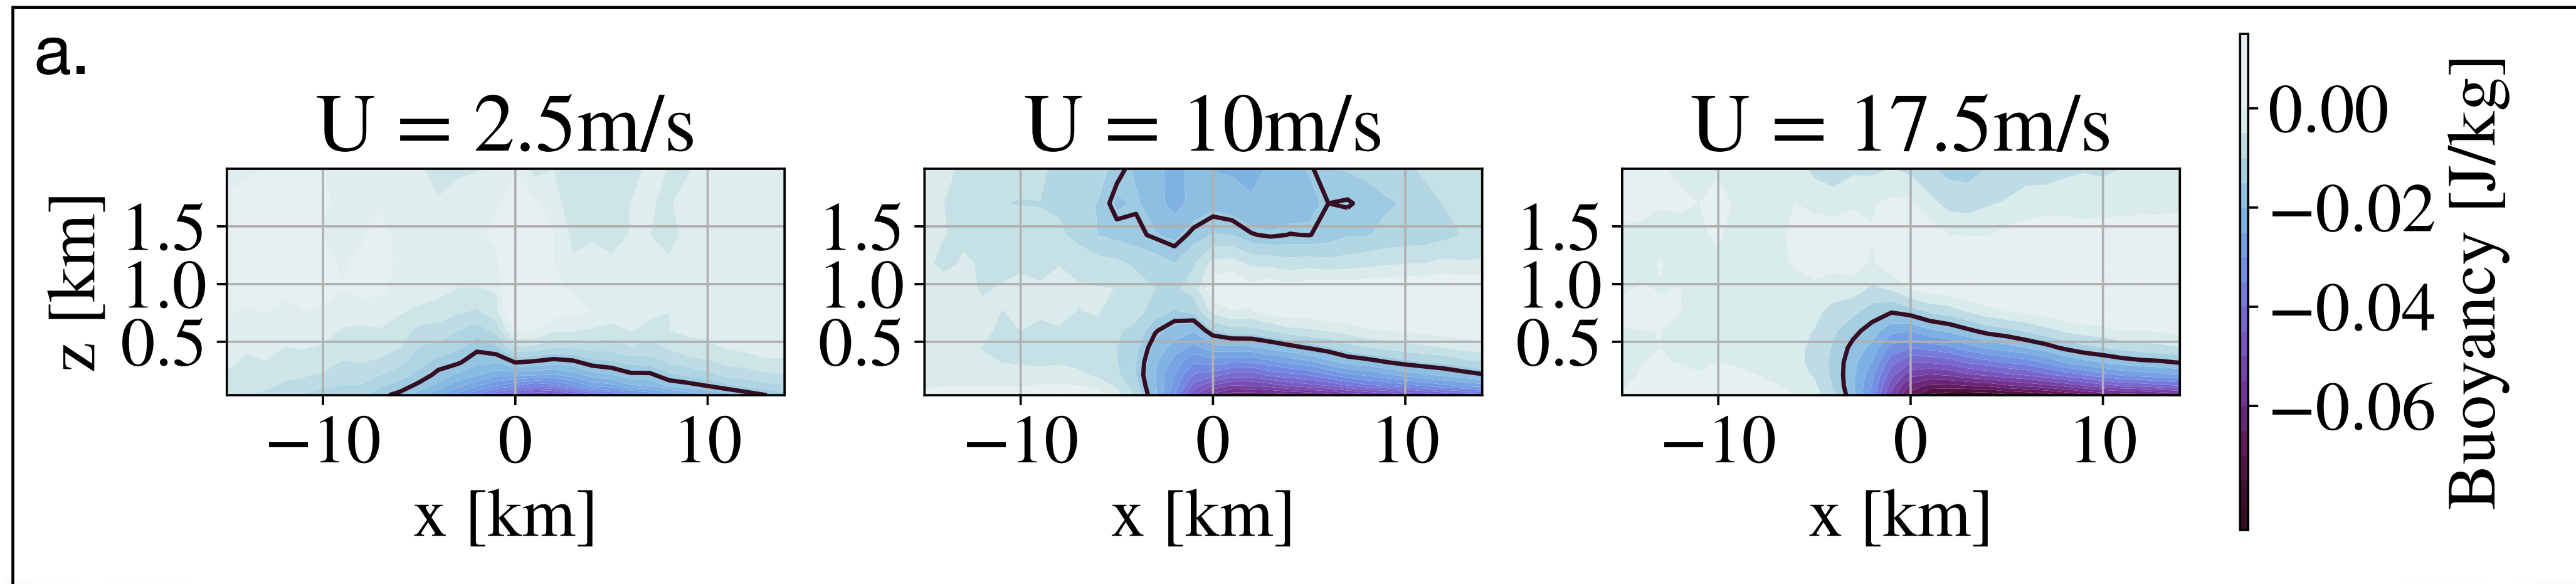 a.
U = 2.5m/s
U = 10m/s
U = 17.5m/s
z [km]
1.5
1.0
0.5
−10
0
10
x [km]
1.5
1.0
0.5
−10
0
10
x [km]
1.5
1.0
0.5
−10
0
10
x [km]
0.00
−0.02
−0.04
−0.06
Buoyancy [J/kg]